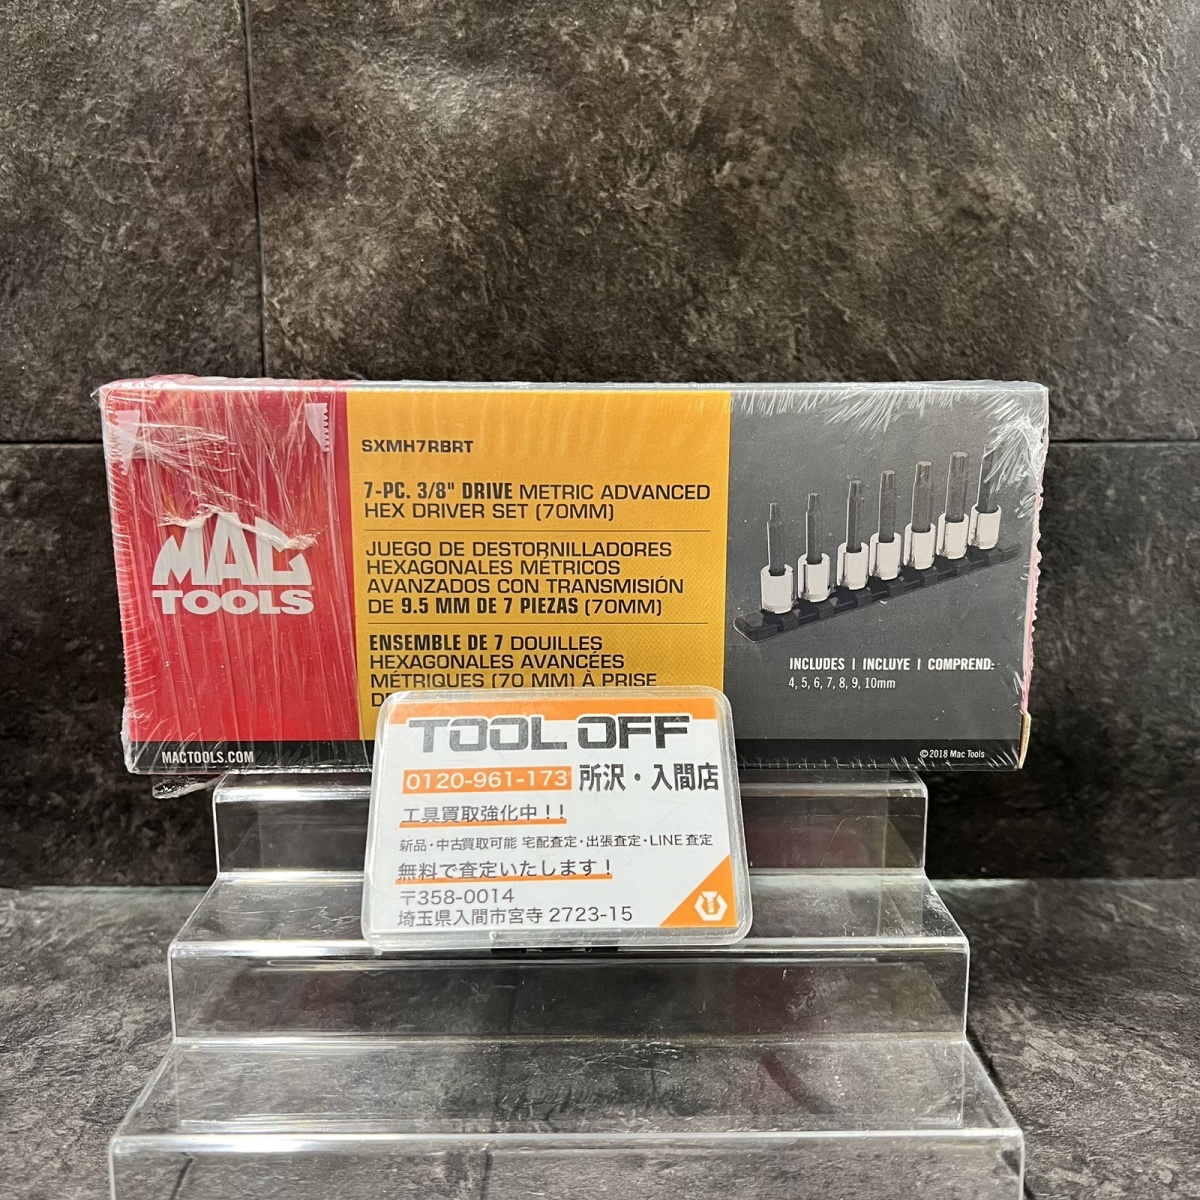 MAC
TOOLS
MACTOOLS.COM
SXMH7RBRT
7-PC. 3/8" DRIVE METRIC ADVANCED
HEX DRIVER SET (70MM)
JUEGO DE DESTORNILLADORES
HEXAGONALES MÉTRICOS
AVANZADOS CON TRANSMISIÓN
DE 9.5 MM DE 7 PIEZAS (70MM)
ENSEMBLE DE 7 DOUILLES
HEXAGONALES AVANCÉES
MÉTRIQUES (70 MM) À PRISE
INCLUDES | INCLUYE | COMPREND:
4, 5, 6, 7, 8, 9, 10mm
©2018 Mac Tools
TOOL OFF
0120-961-173 所沢・入間店
工具買取強化中!!
新品・中古買取可能 宅配査定・出張査定・LINE査定
無料で査定いたします!
〒358-0014
埼玉県入間市宮寺 2723-15